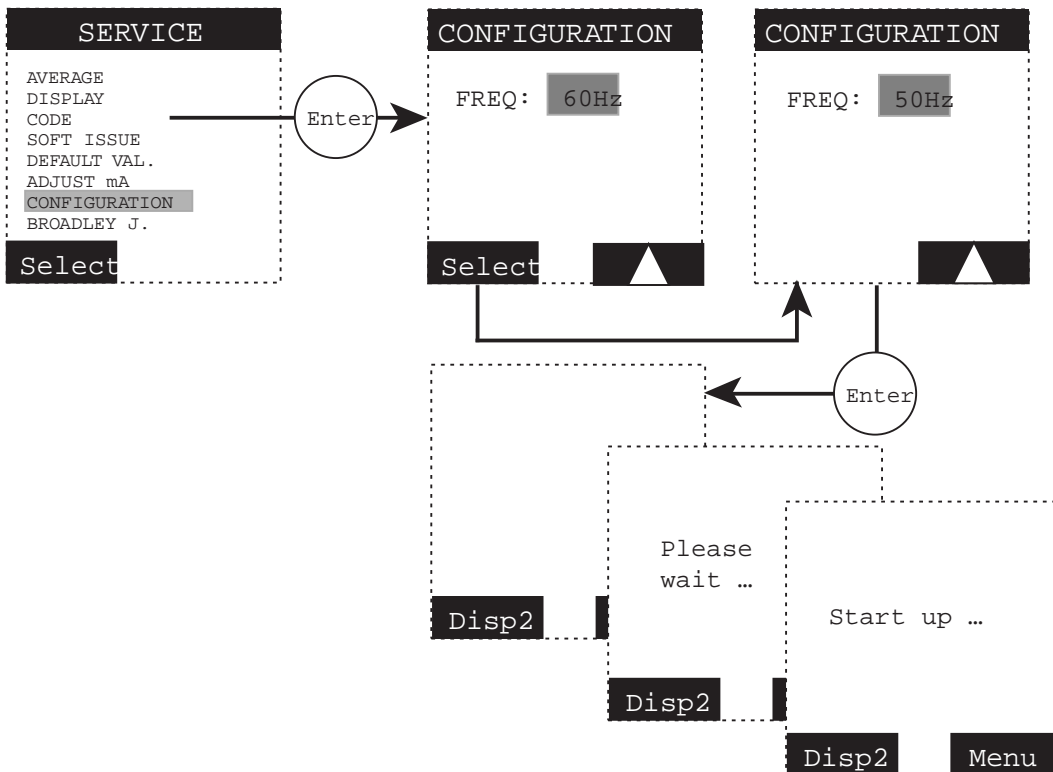 SERVICE
AVERAGE
DISPLAY
CODE
SOFT ISSUE
DEFAULT VAL.
ADJUST mA
CONFIGURATION
BROADLEY J.
Select
Enter
CONFIGURATION
FREQ: 60Hz
Select
CONFIGURATION
FREQ: 50Hz
Enter
Disp2
Please
wait …
Disp2
Start up …
Disp2 Menu